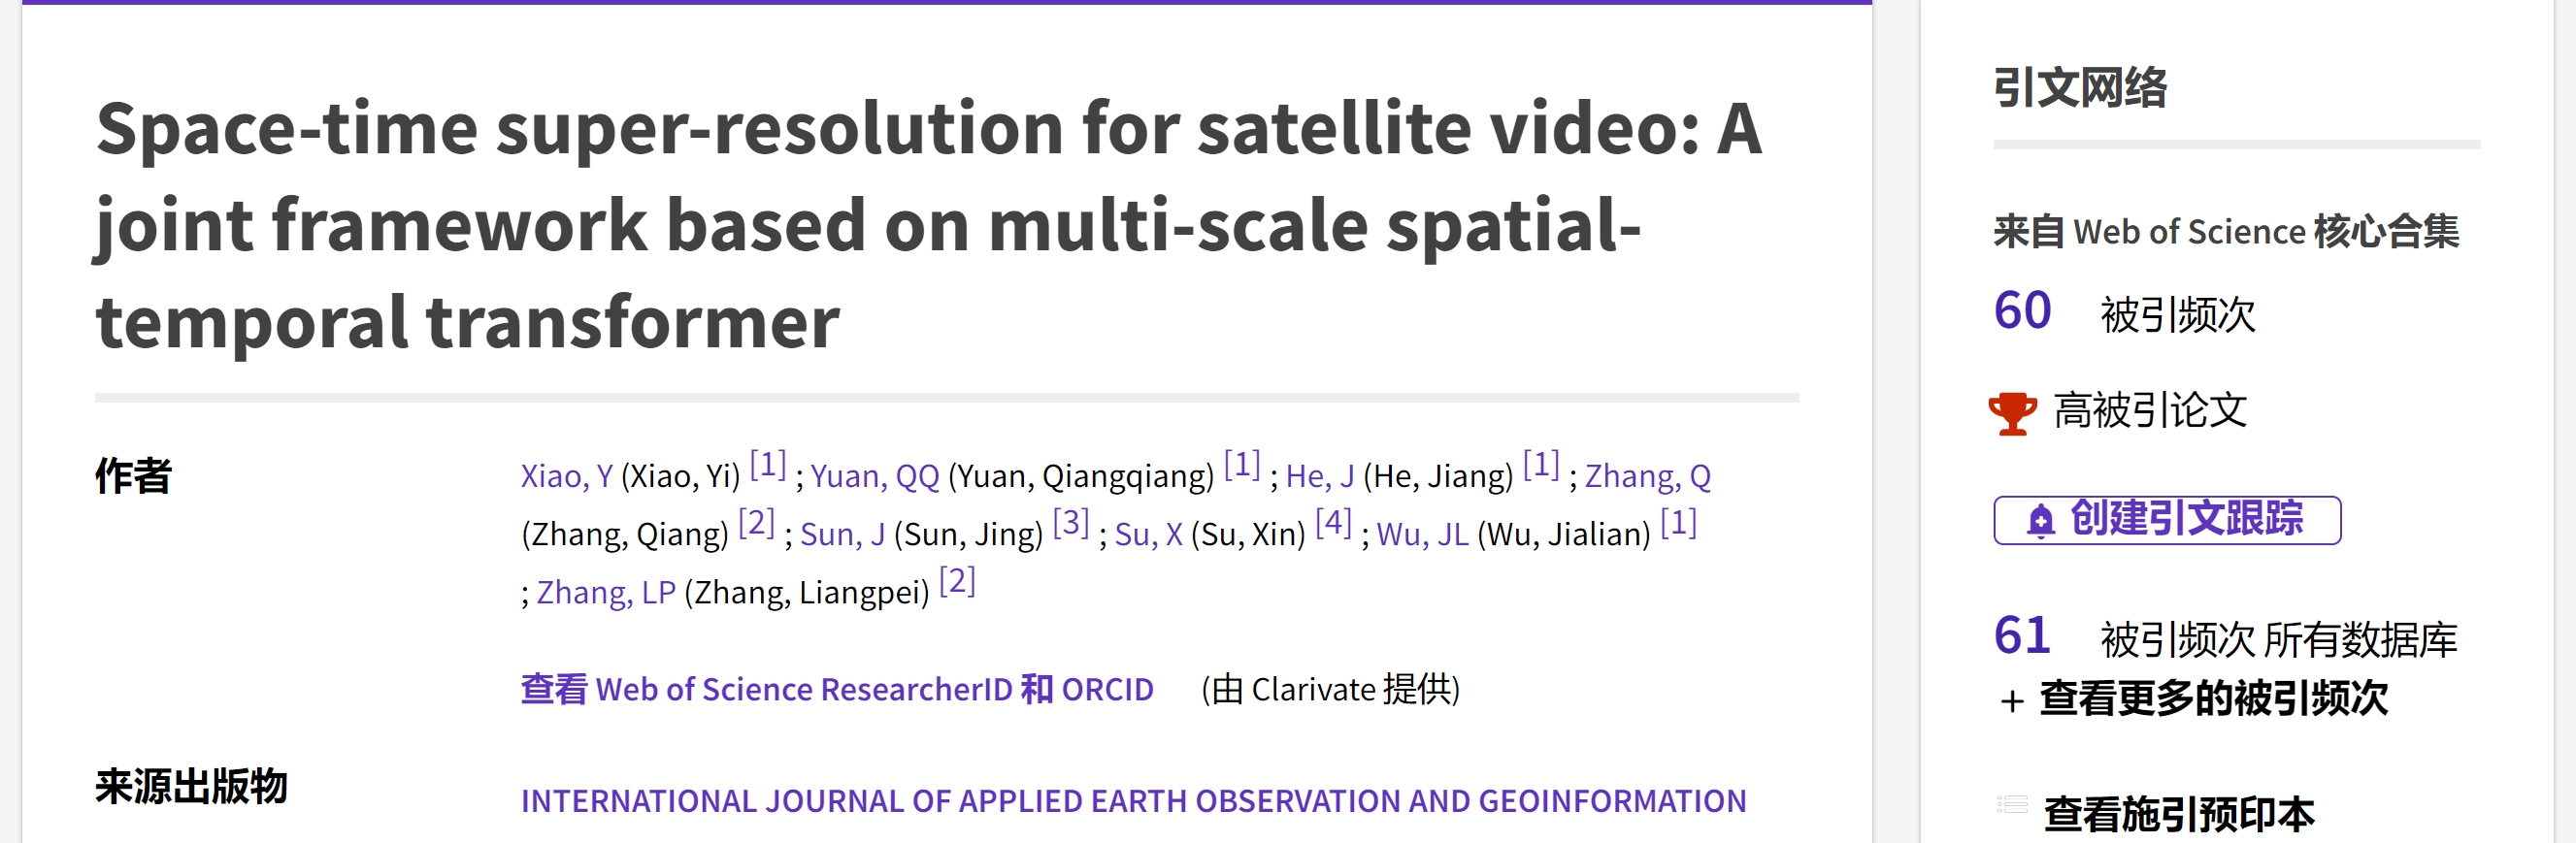 Space-time super-resolution for satellite video: A
joint framework based on multi-scale spatial-
temporal transformer
作者
Xiao, Y (Xiao, Yi) [1] ; Yuan, QQ (Yuan, Qiangqiang) [1] ; He, J (He, Jiang) [1] ; Zhang, Q
(Zhang, Qiang) [2] ; Sun, J (Sun, Jing) [3] ; Su, X (Su, Xin) [4] ; Wu, JL (Wu, Jialian) [1]
; Zhang, LP (Zhang, Liangpei) [2]
查看 Web of Science ResearcherID 和 ORCID (由 Clarivate 提供)
来源出版物
INTERNATIONAL JOURNAL OF APPLIED EARTH OBSERVATION AND GEOINFORMATION
引文网络
来自 Web of Science 核心合集
60 被引频次
高被引论文
创建引文跟踪
61 被引频次 所有数据库
+ 查看更多的被引频次
查看施引预印本